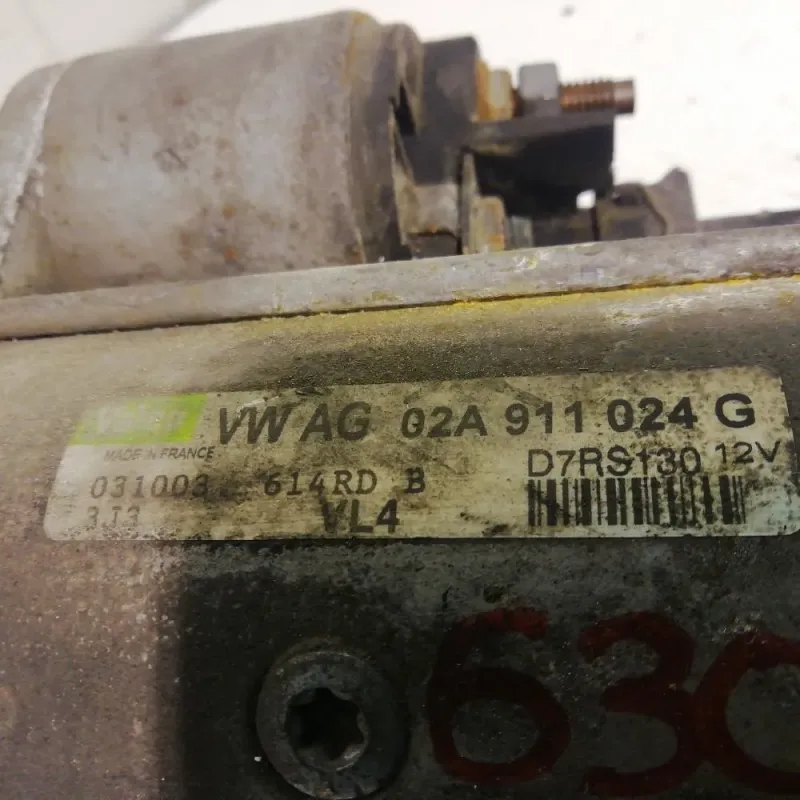 VW AG 02A 911 024 G
MADE IN FRANCE
D7RS130 12V
031003 614RD B
3J3 VL4
630